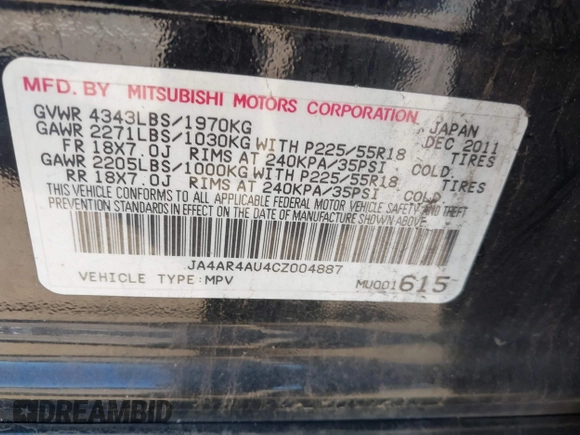 MFD. BY MITSUBISHI MOTORS CORPORATION
GVWR 4343LBS/1970KG JAPAN
GAWR 2271LBS/1030KG WITH P225/55R18 DEC 2011
FR 18X7.0J RIMS AT 240KPA/35PSI COLD. TIRES
GAWR 2205LBS/1000KG WITH P225/55R18
RR 18X7.0J RIMS AT 240KPA/35PSI COLD. TIRES
THIS VEHICLE CONFORMS TO ALL APPLICABLE FEDERAL MOTOR VEHICLE SAFETY AND THEFT
PREVENTION STANDARDS IN EFFECT ON THE DATE OF MANUFACTURE SHOWN ABOVE.
JA4AR4AU4CZ004887
VEHICLE TYPE:MPV MU001615
DREAMBID